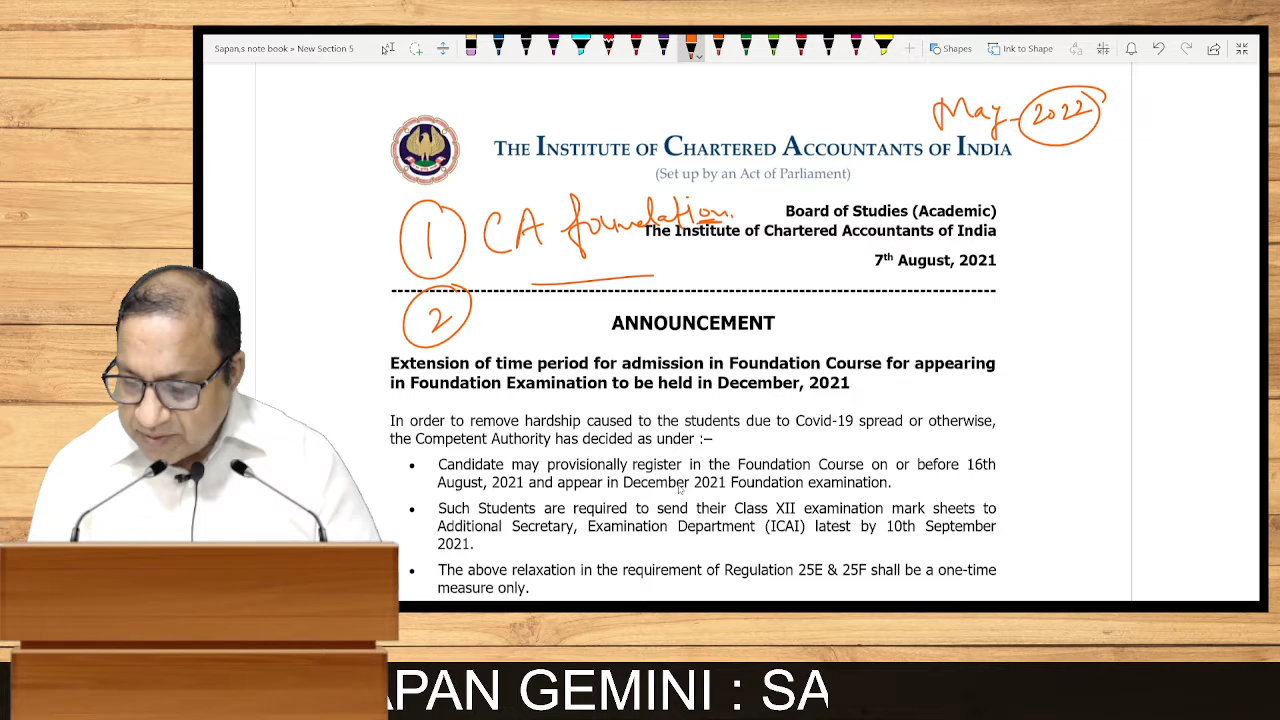 Sapan,s note book » New Section 5
Shapes
Ink to Shape
May - 2022
THE INSTITUTE OF CHARTERED ACCOUNTANTS OF INDIA
(Set up by an Act of Parliament)
1 CA foundation.
Board of Studies (Academic)
The Institute of Chartered Accountants of India
7th August, 2021
2
ANNOUNCEMENT
Extension of time period for admission in Foundation Course for appearing
in Foundation Examination to be held in December, 2021
In order to remove hardship caused to the students due to Covid-19 spread or otherwise,
the Competent Authority has decided as under :–
• Candidate may provisionally register in the Foundation Course on or before 16th
August, 2021 and appear in December 2021 Foundation examination.
• Such Students are required to send their Class XII examination mark sheets to
Additional Secretary, Examination Department (ICAI) latest by 10th September
2021.
• The above relaxation in the requirement of Regulation 25E & 25F shall be a one-time
measure only.
APAN GEMINI : SA